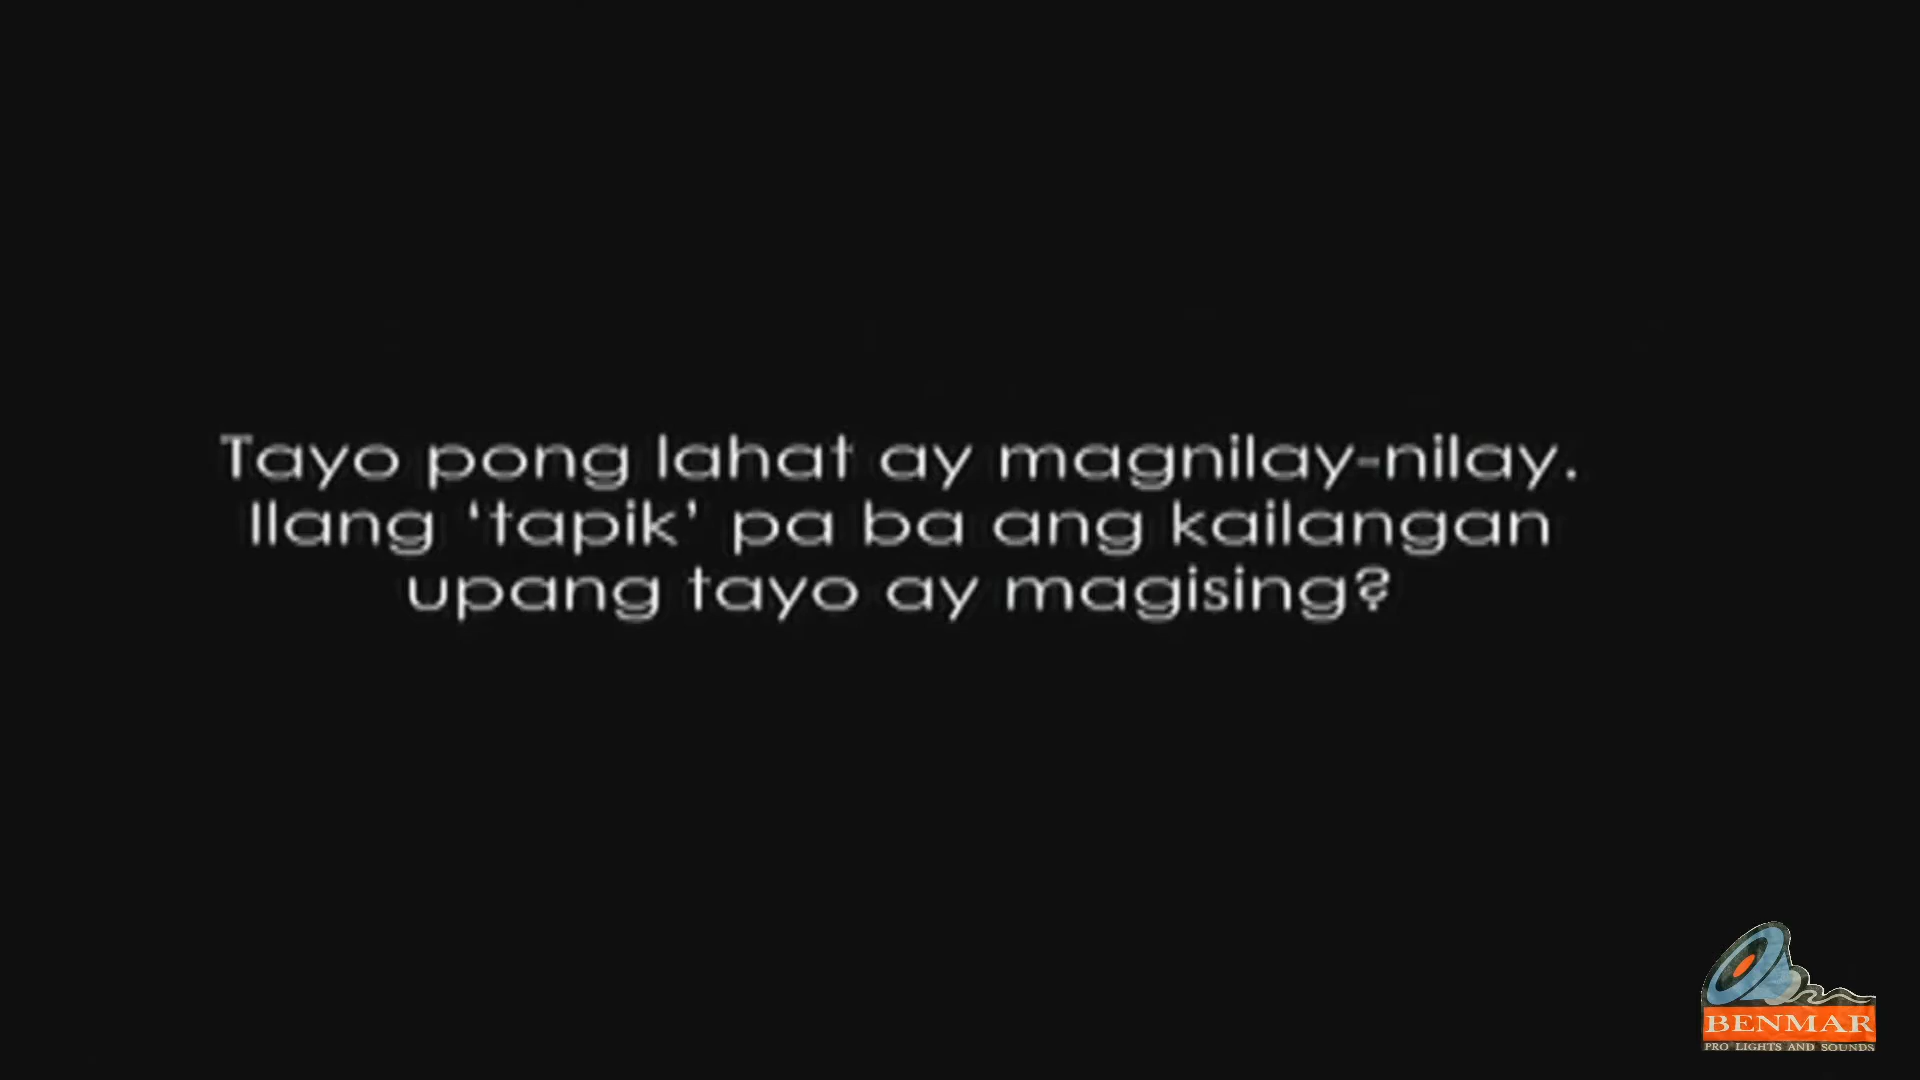 Tayo pong lahat ay magnilay-nilay.
Ilang ‘tapik’ pa ba ang kailangan
upang tayo ay magising?
BENMAR
PRO LIGHTS AND SOUNDS